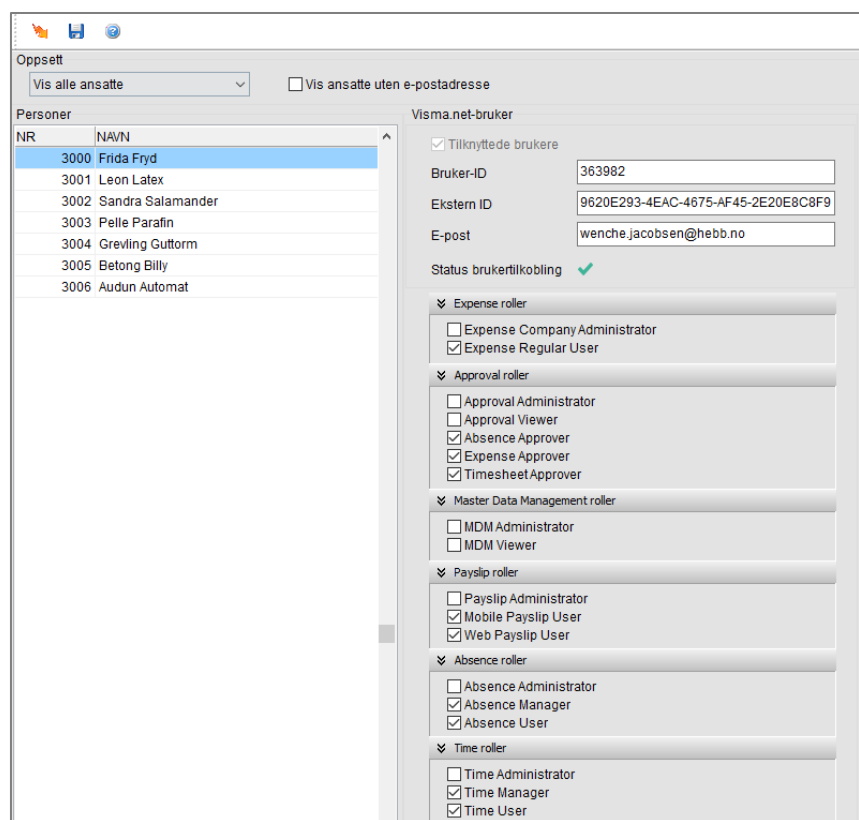 Oppsett
Vis alle ansatte
Vis ansatte uten e-postadresse
Personer
NR NAVN
3000 Frida Fryd
3001 Leon Latex
3002 Sandra Salamander
3003 Pelle Parafin
3004 Grevling Guttorm
3005 Betong Billy
3006 Audun Automat
Visma.net-bruker
Tilknyttede brukere
Bruker-ID 363982
Ekstern ID 9620E293-4EAC-4675-AF45-2E20E8C8F9
E-post wenche.jacobsen@hebb.no
Status brukertilkobling
Expense roller
Expense Company Administrator
Expense Regular User
Approval roller
Approval Administrator
Approval Viewer
Absence Approver
Expense Approver
Timesheet Approver
Master Data Management roller
MDM Administrator
MDM Viewer
Payslip roller
Payslip Administrator
Mobile Payslip User
Web Payslip User
Absence roller
Absence Administrator
Absence Manager
Absence User
Time roller
Time Administrator
Time Manager
Time User